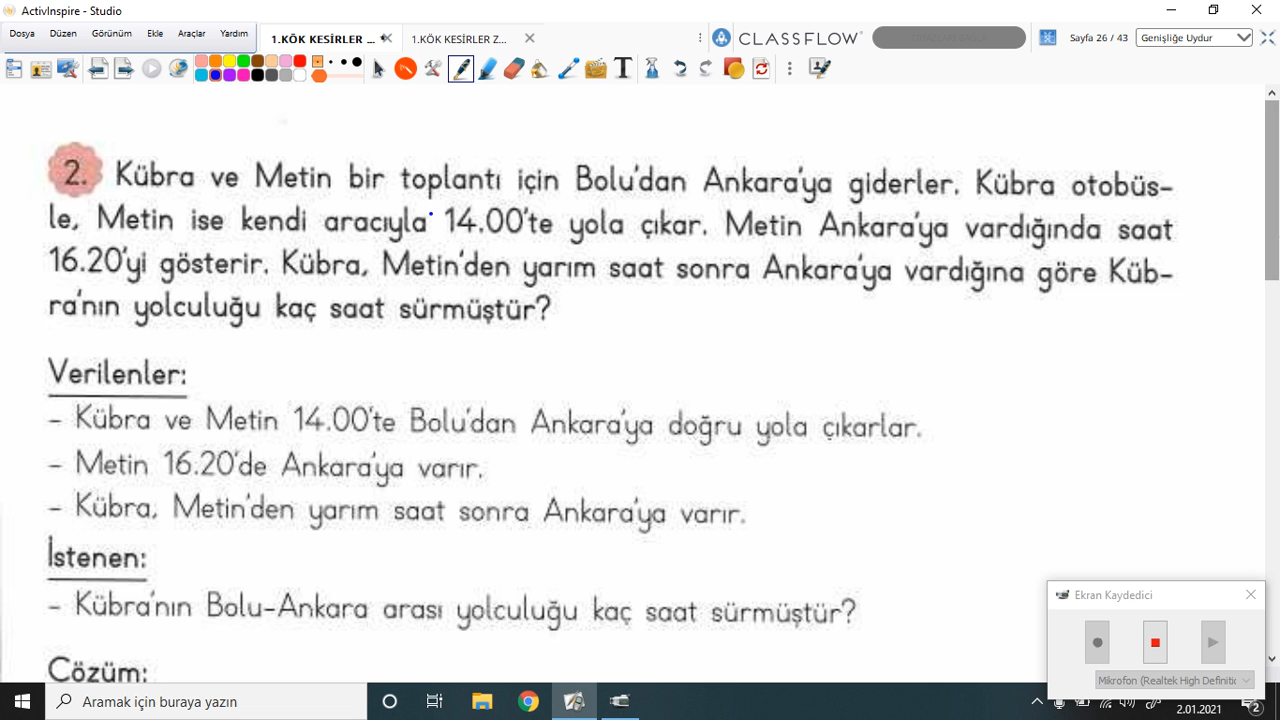 ActivInspire - Studio
Dosya Düzen Görünüm Ekle Araçlar Yardım
1.KÖK KESİRLER ...
1.KÖK KESİRLER Z...
CLASSFLOW
Sayfa 26 / 43
Genişliğe Uydur
2. Kübra ve Metin bir toplantı için Bolu'dan Ankara'ya giderler. Kübra otobüs-
le, Metin ise kendi aracıyla 14.00'te yola çıkar. Metin Ankara'ya vardığında saat
16.20'yi gösterir. Kübra, Metin'den yarım saat sonra Ankara'ya vardığına göre Küb-
ra'nın yolculuğu kaç saat sürmüştür?
Verilenler:
- Kübra ve Metin 14.00'te Bolu'dan Ankara'ya doğru yola çıkarlar.
- Metin 16.20'de Ankara'ya varır.
- Kübra, Metin'den yarım saat sonra Ankara'ya varır.
İstenen:
- Kübra'nın Bolu-Ankara arası yolculuğu kaç saat sürmüştür?
Çözüm:
Ekran Kaydedici
Mikrofon (Realtek High Definitic
Aramak için buraya yazın
2.01.2021
2